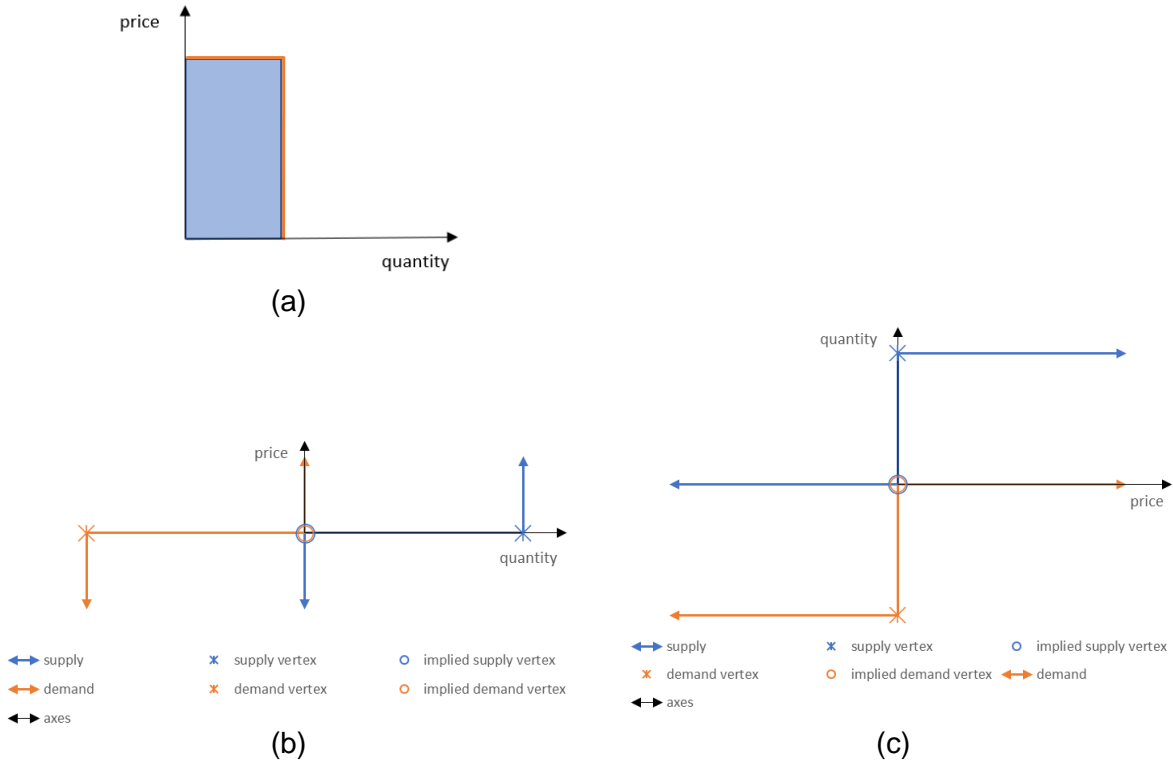 price
quantity
(a)
price
quantity
supply
supply vertex
implied supply vertex
demand
demand vertex
implied demand vertex
axes
(b)
quantity
price
supply
supply vertex
implied supply vertex
demand vertex
implied demand vertex
demand
axes
(c)